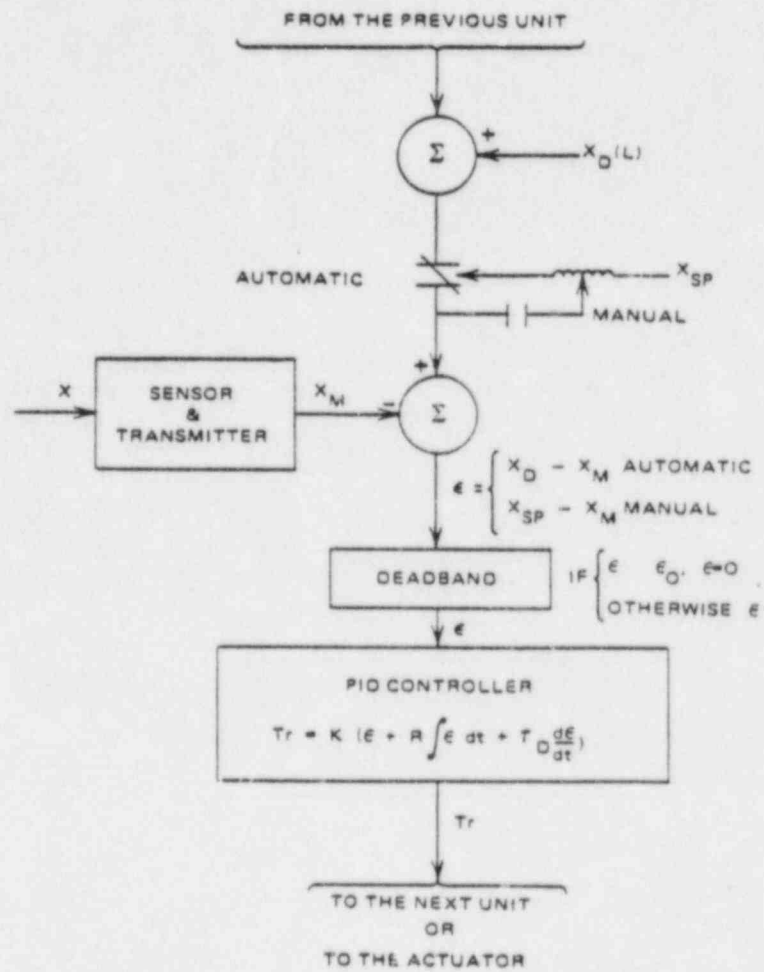 FROM THE PREVIOUS UNIT
Σ
+
X_D(L)
AUTOMATIC
X_SP
MANUAL
X
SENSOR
&
TRANSMITTER
X_M
+
-
Σ
ϵ = { X_D - X_M AUTOMATIC
X_SP - X_M MANUAL
DEADBAND
IF { ϵ ϵ_O, ϵ=O
OTHERWISE ϵ
ϵ
PID CONTROLLER
Tr = K (ϵ + R ∫ϵ dt + T_D dϵ/dt)
Tr
TO THE NEXT UNIT
OR
TO THE ACTUATOR